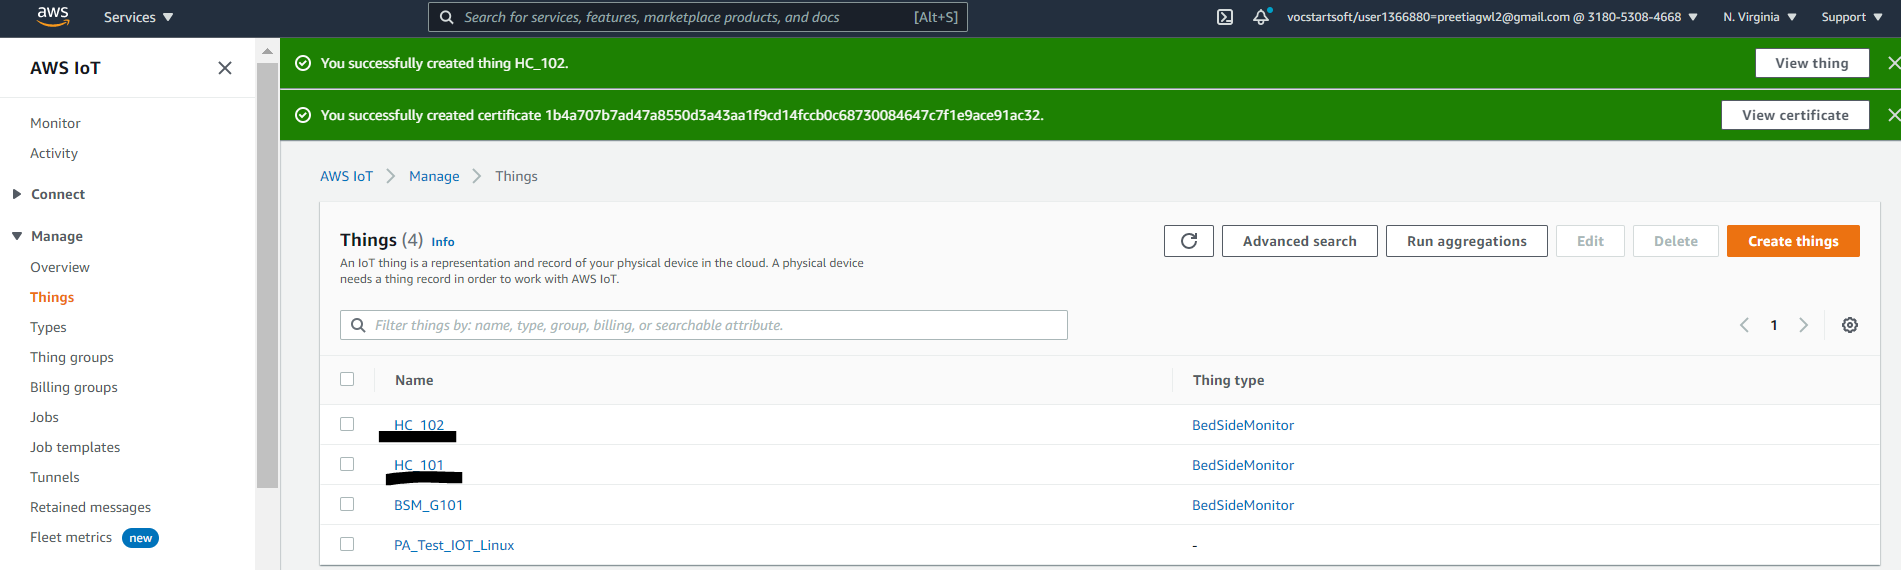 aws Services Search for services, features, marketplace products, and docs [Alt+S] vocstartsoft/user1366880=preetiagwl2@gmail.com @ 3180-5308-4668 N. Virginia Support
AWS IoT
Monitor
Activity
Connect
Manage
Overview
Things
Types
Thing groups
Billing groups
Jobs
Job templates
Tunnels
Retained messages
Fleet metrics new
You successfully created thing HC_102. View thing
You successfully created certificate 1b4a707b7ad47a8550d3a43aa1f9cd14fccb0c68730084647c7f1e9ace91ac32. View certificate
AWS IoT Manage Things
Things (4) Info Advanced search Run aggregations Edit Delete Create things
An IoT thing is a representation and record of your physical device in the cloud. A physical device
needs a thing record in order to work with AWS IoT.
Filter things by: name, type, group, billing, or searchable attribute. 1
Name Thing type
HC_102 BedSideMonitor
HC_101 BedSideMonitor
BSM_G101 BedSideMonitor
PA_Test_IOT_Linux -